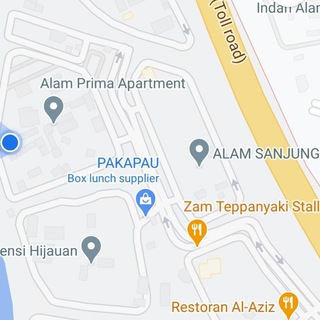 Indah Alam
(Toll road)
Alam Prima Apartment
PAKAPAU
Box lunch supplier
ALAM SANJUNG
Zam Teppanyaki Stall
ensi Hijauan
Restoran Al-Aziz